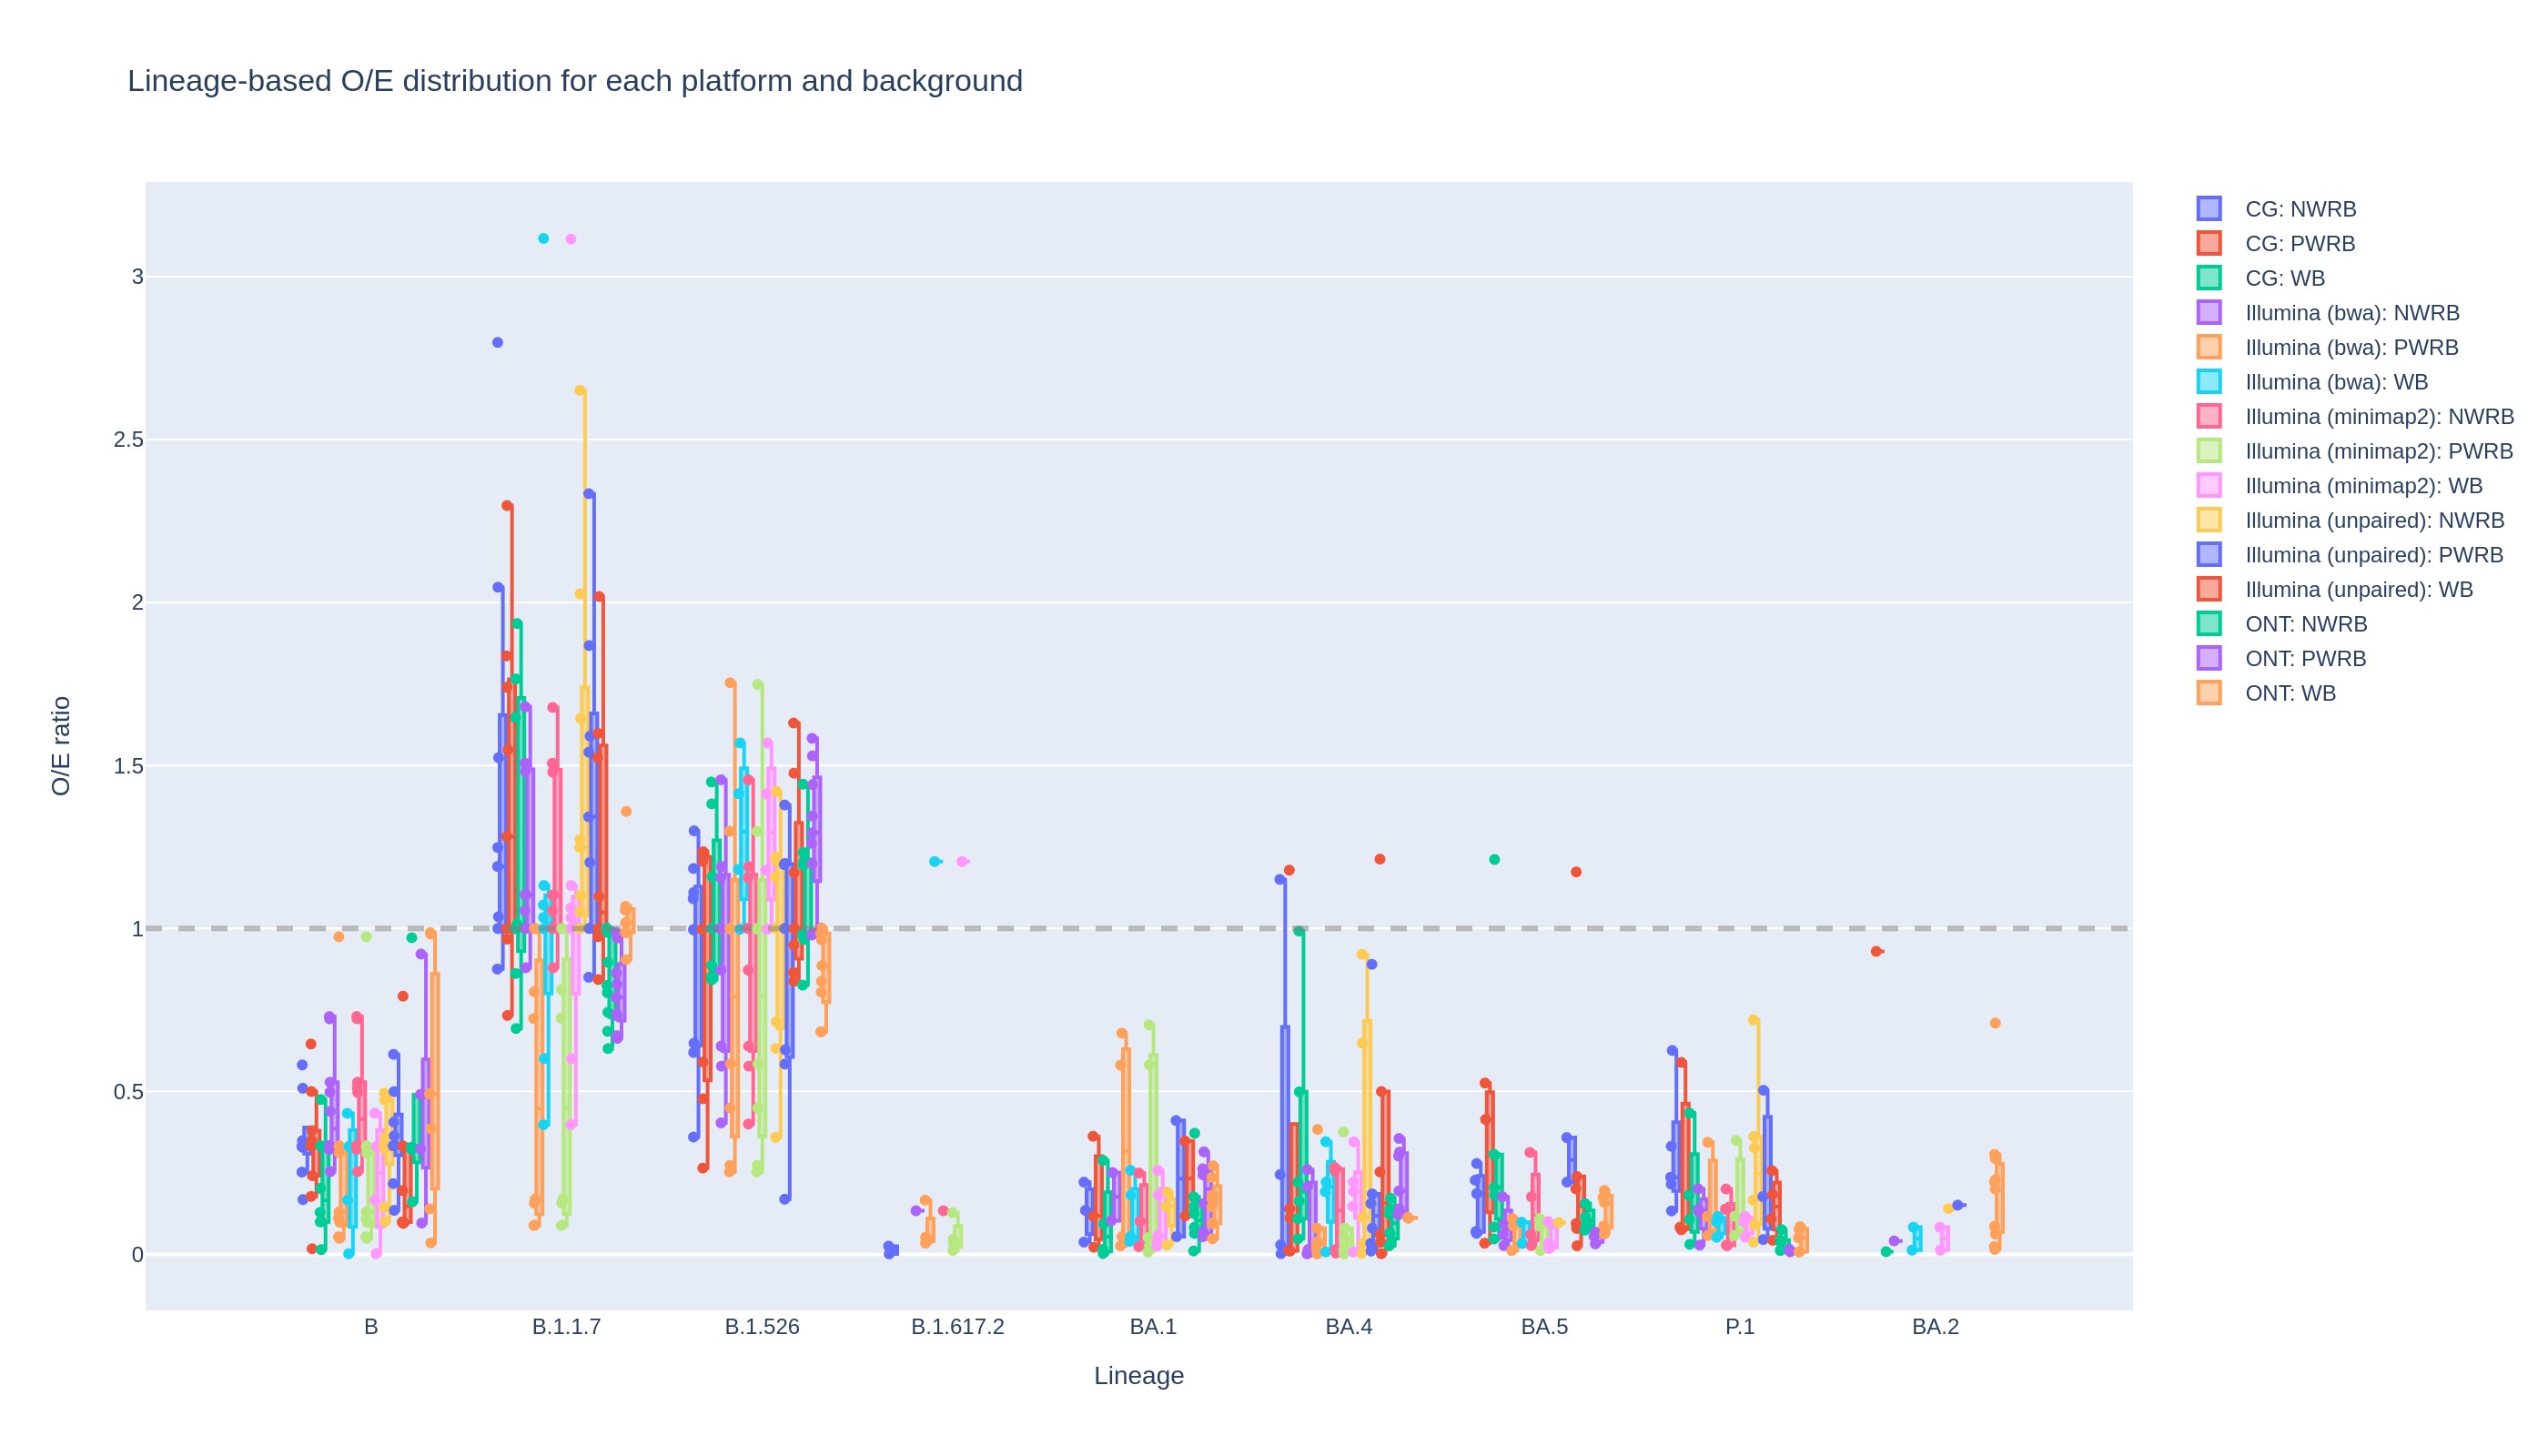 Lineage-based O/E distribution for each platform and background
3
2.5
2
1.5
1
0.5
0
O/E ratio
B
B.1.1.7
B.1.526
B.1.617.2
BA.1
BA.4
BA.5
P.1
BA.2
Lineage
CG: NWRB
CG: PWRB
CG: WB
Illumina (bwa): NWRB
Illumina (bwa): PWRB
Illumina (bwa): WB
Illumina (minimap2): NWRB
Illumina (minimap2): PWRB
Illumina (minimap2): WB
Illumina (unpaired): NWRB
Illumina (unpaired): PWRB
Illumina (unpaired): WB
ONT: NWRB
ONT: PWRB
ONT: WB